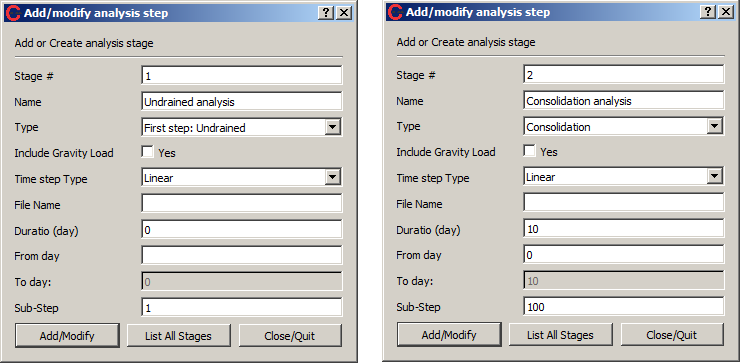 Add/modify analysis step
Add or Create analysis stage
Stage # 1
Name Undrained analysis
Type First step: Undrained
Include Gravity Load Yes
Time step Type Linear
File Name
Duratio (day) 0
From day
To day: 0
Sub-Step 1
Add/Modify List All Stages Close/Quit
Add/modify analysis step
Add or Create analysis stage
Stage # 2
Name Consolidation analysis
Type Consolidation
Include Gravity Load Yes
Time step Type Linear
File Name
Duratio (day) 10
From day 0
To day: 10
Sub-Step 100
Add/Modify List All Stages Close/Quit